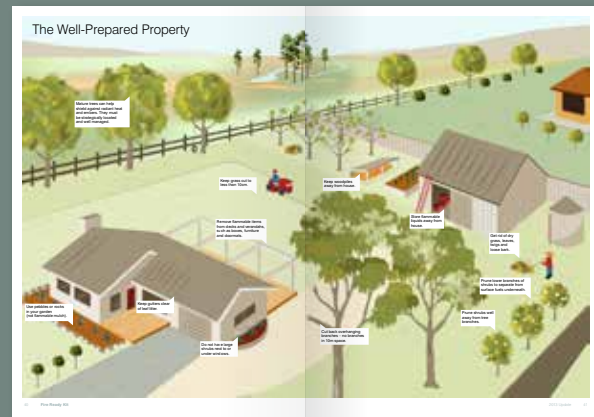 The Well-Prepared Property
Mature trees can help
shield against radiant heat
and embers. They must
be strategically located
and well managed.
Keep grass cut to
less than 10cm.
Keep woodpiles
away from house.
Remove flammable items
from decks and verandahs,
such as boxes, furniture
and doormats.
Store flammable
liquids away from
house.
Get rid of dry
grass, leaves,
twigs and
loose bark.
Prune lower branches of
shrubs to separate from
surface fuels underneath.
Use pebbles or rocks
in your garden
(not flammable mulch).
Keep gutters clear
of leaf litter.
Prune shrubs well
away from tree
branches.
Cut back overhanging
branches – no branches
in 10m space.
Do not have large
shrubs next to or
under windows.
Fire Ready Kit